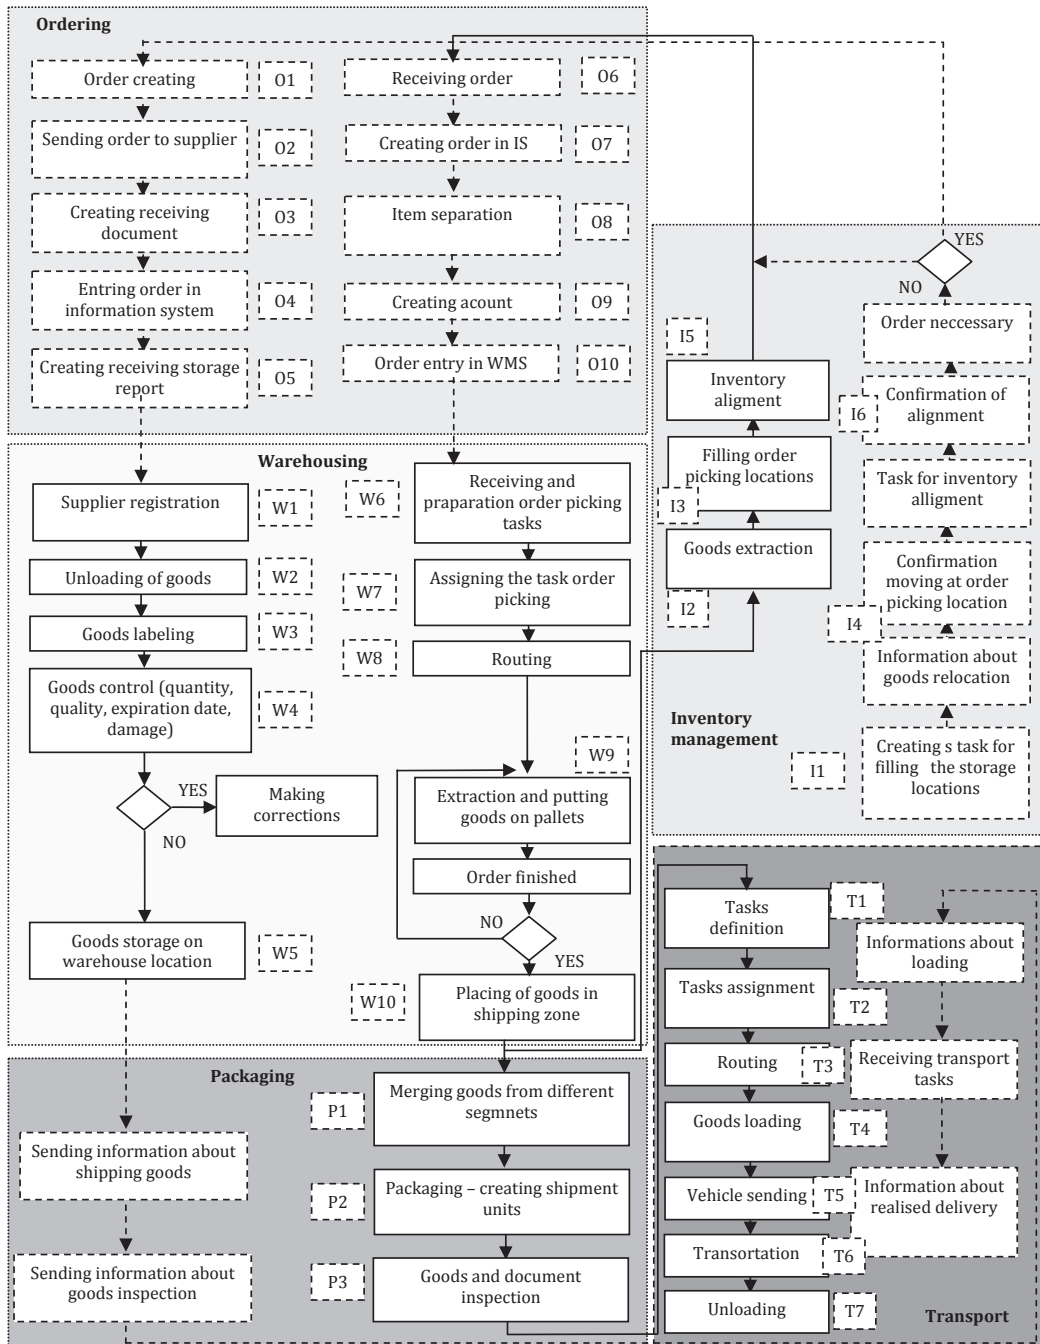 Ordering
Order creating
O1
Sending order to supplier
O2
Creating receiving
document
O3
Entring order in
information system
O4
Creating receiving storage
report
O5
Receiving order
O6
Creating order in IS
O7
Item separation
O8
Creating acount
O9
Order entry in WMS
O10
Warehousing
Supplier registration
W1
Unloading of goods
W2
Goods labeling
W3
Goods control (quantity,
quality, expiration date,
damage)
W4
YES
Making
corrections
NO
Goods storage on
warehouse location
W5
W6
Receiving and
praparation order picking
tasks
W7
Assigning the task order
picking
W8
Routing
W9
Extraction and putting
goods on pallets
Order finished
NO
YES
W10
Placing of goods in
shipping zone
YES
NO
Order neccessary
I5
Inventory
aligment
I6
Confirmation of
alignment
Filling order
picking locations
I3
Task for inventory
alligment
Goods extraction
I2
Confirmation
moving at order
picking location
I4
Information about
goods relocation
Inventory
management
I1
Creating s task for
filling the storage
locations
Packaging
P1
Merging goods from different
segmnets
Sending information about
shipping goods
P2
Packaging – creating shipment
units
Sending information about
goods inspection
P3
Goods and document
inspection
Tasks
definition
T1
Informations about
loading
Tasks assignment
T2
Routing
T3
Receiving transport
tasks
Goods loading
T4
Vehicle sending
T5
Information about
realised delivery
Transortation
T6
Unloading
T7
Transport